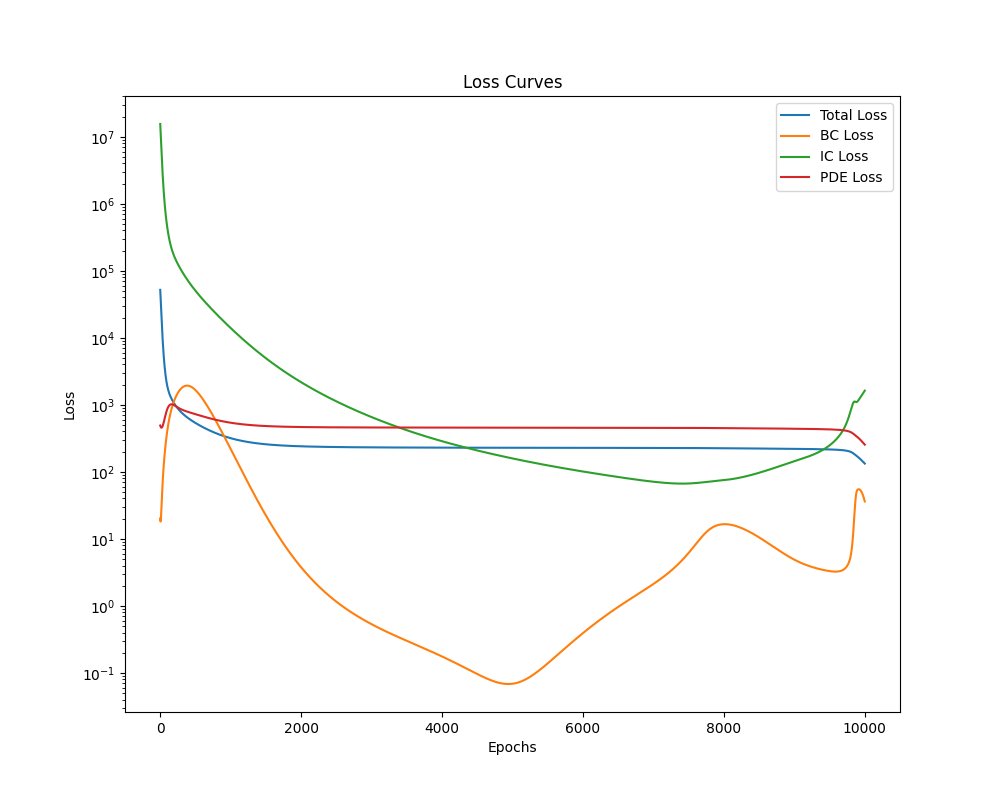 Loss Curves
Total Loss
BC Loss
IC Loss
PDE Loss
Loss
10⁷
10⁶
10⁵
10⁴
10³
10²
10¹
10⁰
10⁻¹
0 2000 4000 6000 8000 10000
Epochs